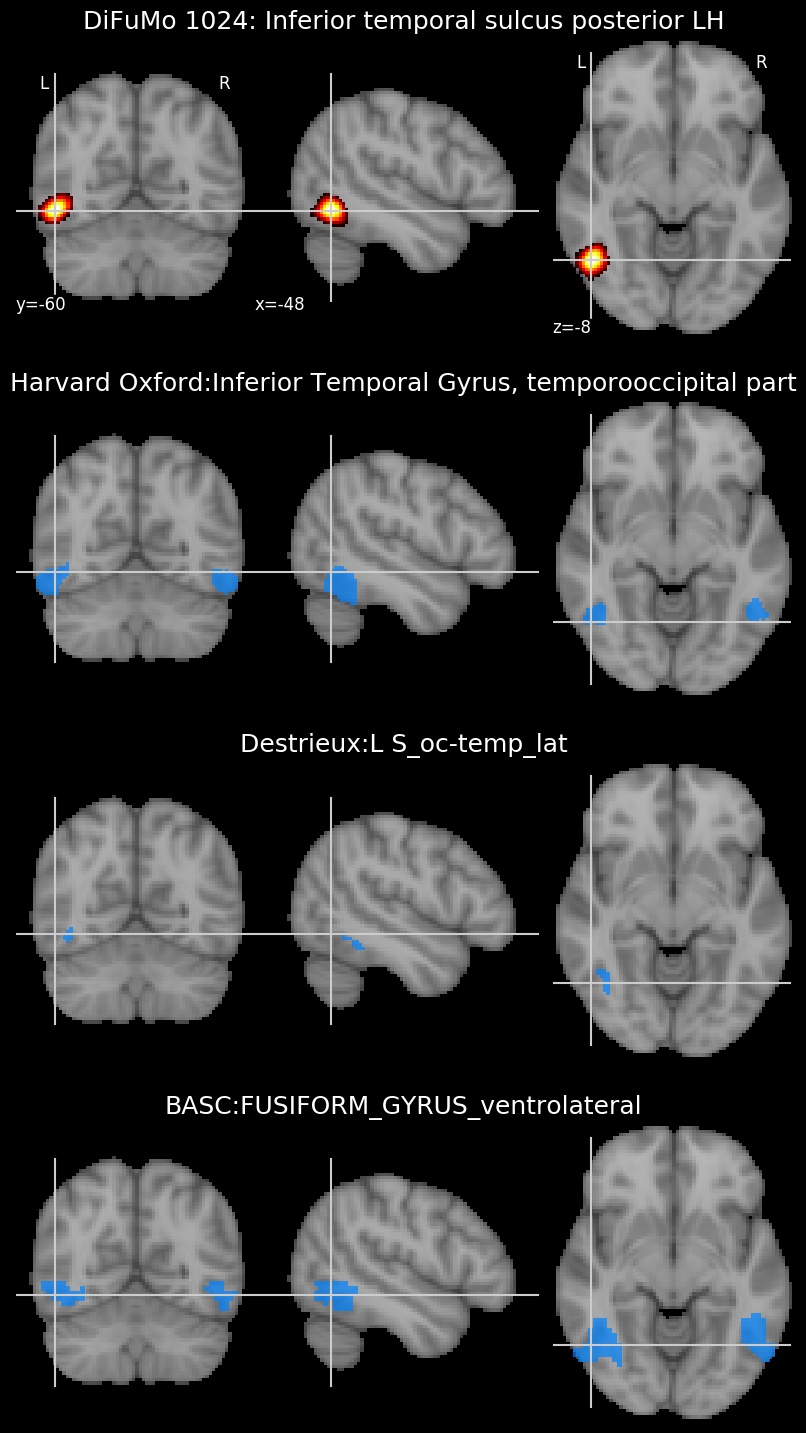 DiFuMo 1024: Inferior temporal sulcus posterior LH
L R L R
y=-60 x=-48 z=-8
Harvard Oxford:Inferior Temporal Gyrus, temporooccipital part
Destrieux:L S_oc-temp_lat
BASC:FUSIFORM_GYRUS_ventrolateral